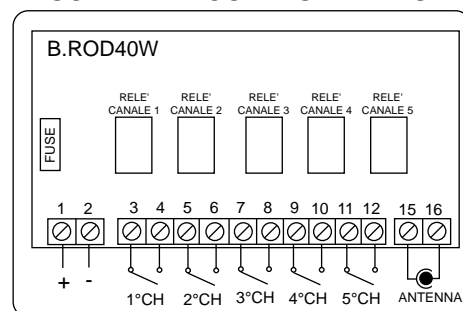 B.ROD40W
RELE' CANALE 1
RELE' CANALE 2
RELE' CANALE 3
RELE' CANALE 4
RELE' CANALE 5
FUSE
1 2 3 4 5 6 7 8 9 10 11 12 15 16
+ - 1°CH 2°CH 3°CH 4°CH 5°CH ANTENNA